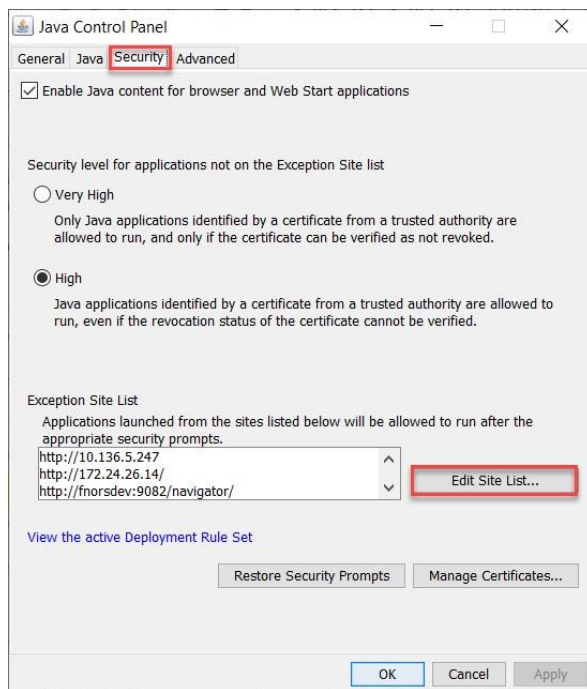 Java Control Panel
General Java Security Advanced
Enable Java content for browser and Web Start applications
Security level for applications not on the Exception Site list
Very High
Only Java applications identified by a certificate from a trusted authority are
allowed to run, and only if the certificate can be verified as not revoked.
High
Java applications identified by a certificate from a trusted authority are allowed to
run, even if the revocation status of the certificate cannot be verified.
Exception Site List
Applications launched from the sites listed below will be allowed to run after the
appropriate security prompts.
http://10.136.5.247
http://172.24.26.14/
http://fnorsdev:9082/navigator/
Edit Site List...
View the active Deployment Rule Set
Restore Security Prompts Manage Certificates...
OK Cancel Apply